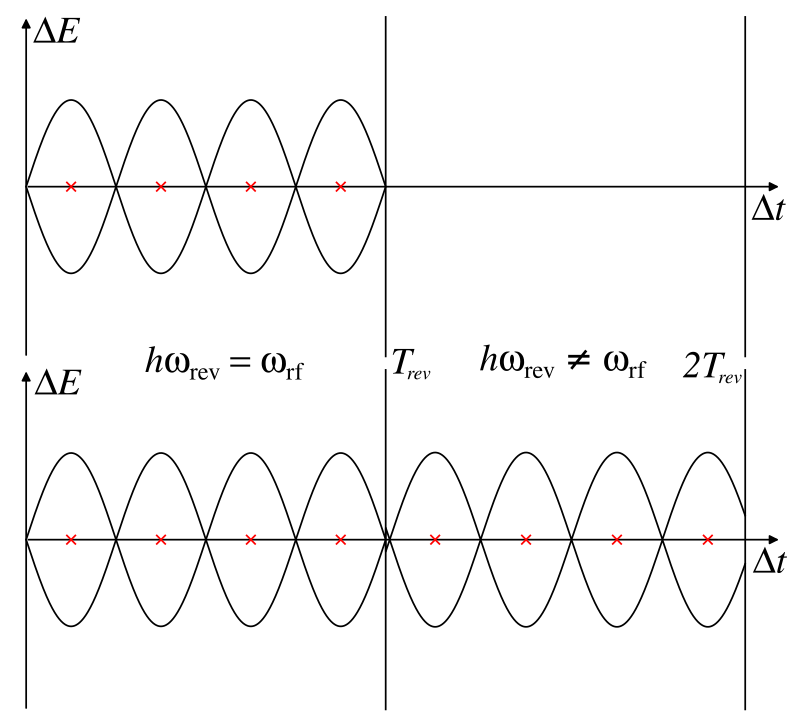 ΔE
Δt
hω_rev = ω_rf
T_rev
hω_rev ≠ ω_rf
2T_rev
ΔE
Δt